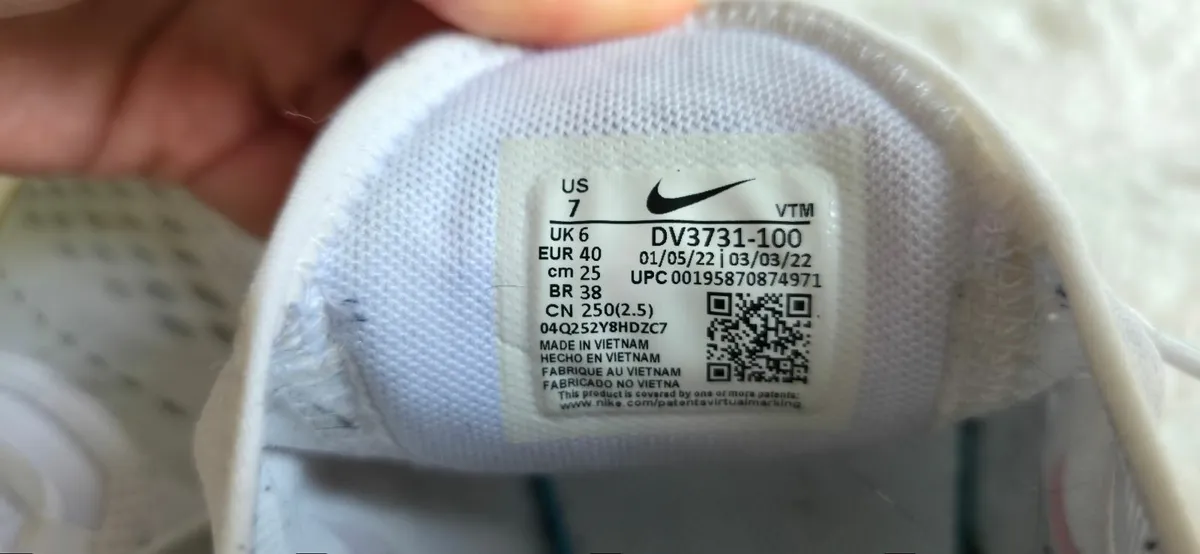 US
7
VTM
UK 6
DV3731-100
EUR 40
01/05/22 | 03/03/22
cm 25
UPC 00195870874971
BR 38
CN 250(2.5)
04Q252Y8HDZC7
MADE IN VIETNAM
HECHO EN VIETNAM
FABRIQUE AU VIETNAM
FABRICADO NO VIETNA
This product is covered by one or more patents:
www.nike.com/patentsvirtualmarking